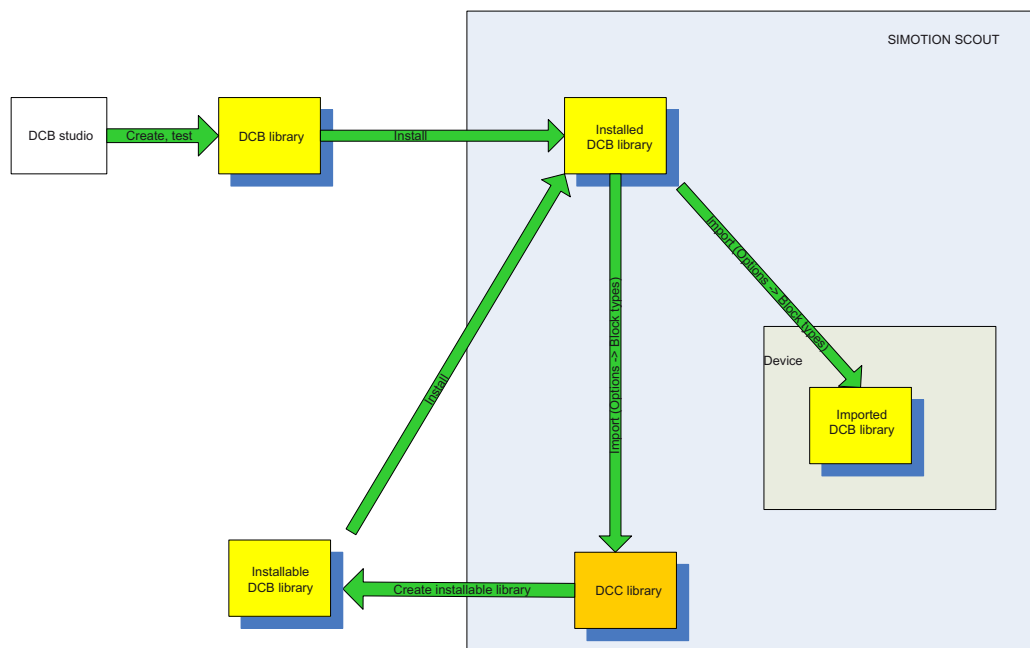 SIMOTION SCOUT
DCB studio
Create, test
DCB library
Install
Installed
DCB library
Import (Options -> Block types)
Import (Options -> Block types)
Install
Device
Imported
DCB library
Installable
DCB library
Create installable library
DCC library